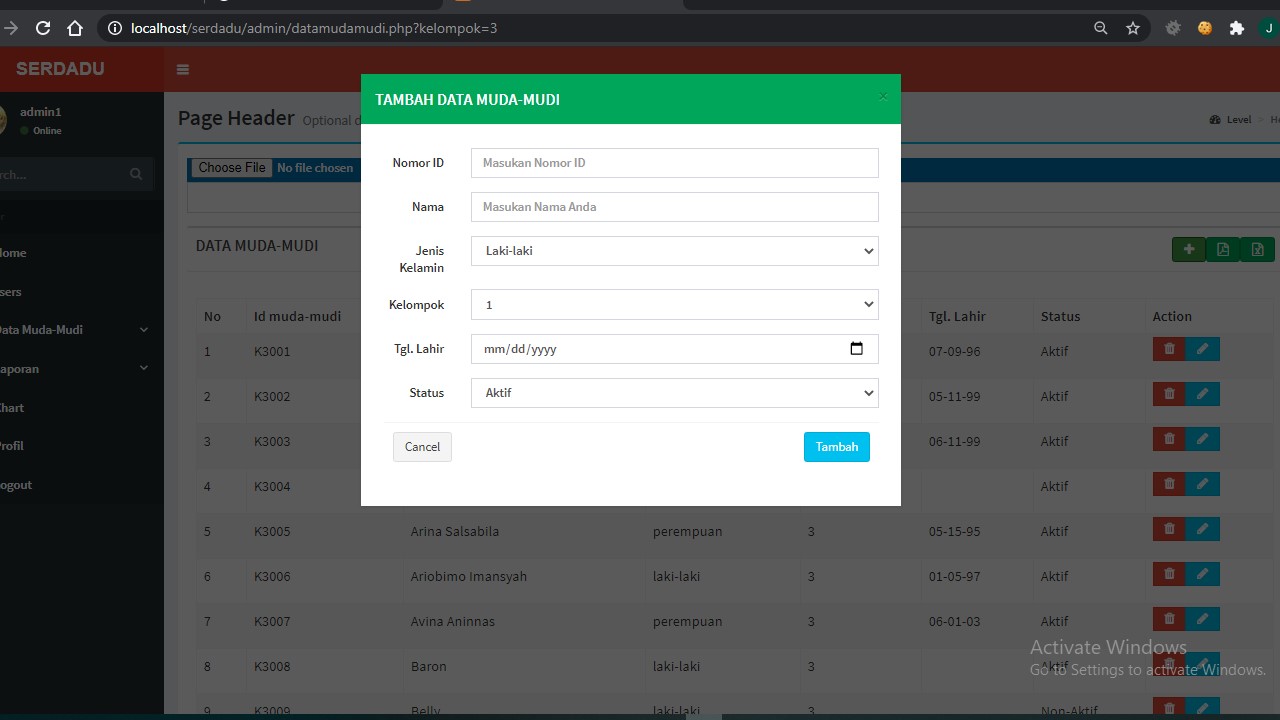 localhost/serdadu/admin/datamudamudi.php?kelompok=3
J
SERDADU
admin1
Online
rch...
r
Home
sers
ata Muda-Mudi
aporan
Chart
rofil
ogout
Page Header Optional d
Level > He
Choose File No file chosen
DATA MUDA-MUDI
TAMBAH DATA MUDA-MUDI ×
Nomor ID Masukan Nomor ID
Nama Masukan Nama Anda
Jenis Kelamin Laki-laki
Kelompok 1
Tgl. Lahir mm/dd/yyyy
Status Aktif
Cancel Tambah
No Id muda-mudi Tgl. Lahir Status Action
1 K3001 07-09-96 Aktif
2 K3002 05-11-99 Aktif
3 K3003 06-11-99 Aktif
4 K3004 Aktif
5 K3005 Arina Salsabila perempuan 3 05-15-95 Aktif
6 K3006 Ariobimo Imansyah laki-laki 3 01-05-97 Aktif
7 K3007 Avina Aninnas perempuan 3 06-01-03 Aktif
8 K3008 Baron laki-laki 3 Aktif
9 K3009 Belly laki-laki 3 Non-Aktif
Activate Windows
Go to Settings to activate Windows.